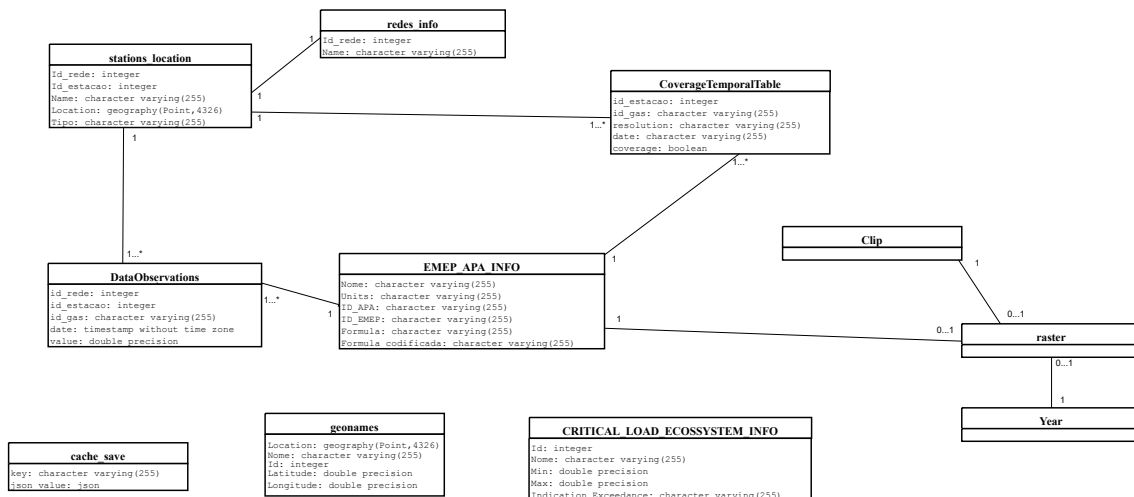 redes_info
Id_rede: integer
Name: character varying(255)
stations_location
Id_rede: integer
Id_estacao: integer
Name: character varying(255)
Location: geography(Point,4326)
Tipo: character varying(255)
1
1
1
1...*
1
1...*
CoverageTemporalTable
id_estacao: integer
id_gas: character varying(255)
resolution: character varying(255)
date: character varying(255)
coverage: boolean
1...*
1
DataObservations
id_rede: integer
id_estacao: integer
id_gas: character varying(255)
date: timestamp without time zone
value: double precision
1...*
1
EMEP_APA_INFO
Nome: character varying(255)
Units: character varying(255)
ID_APA: character varying(255)
ID_EMEP: character varying(255)
Formula: character varying(255)
Formula codificada: character varying(255)
1
0...1
Clip
1
0...1
raster
0...1
1
Year
cache_save
key: character varying(255)
json value: json
geonames
Location: geography(Point,4326)
Nome: character varying(255)
Id: integer
Latitude: double precision
Longitude: double precision
CRITICAL_LOAD_ECOSSYSTEM_INFO
Id: integer
Nome: character varying(255)
Min: double precision
Max: double precision
Indication Exceedance: character varying(255)